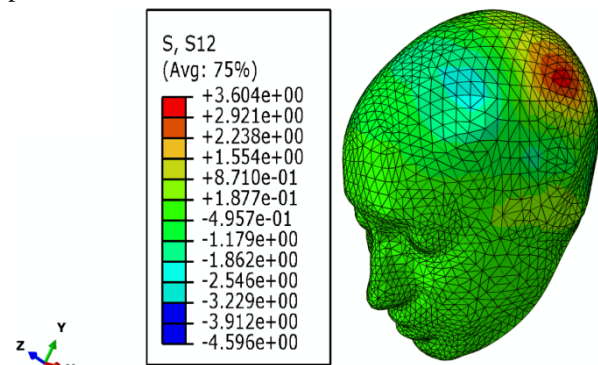 S, S12
(Avg: 75%)
+3.604e+00
+2.921e+00
+2.238e+00
+1.554e+00
+8.710e-01
+1.877e-01
-4.957e-01
-1.179e+00
-1.862e+00
-2.546e+00
-3.229e+00
-3.912e+00
-4.596e+00
Y
Z